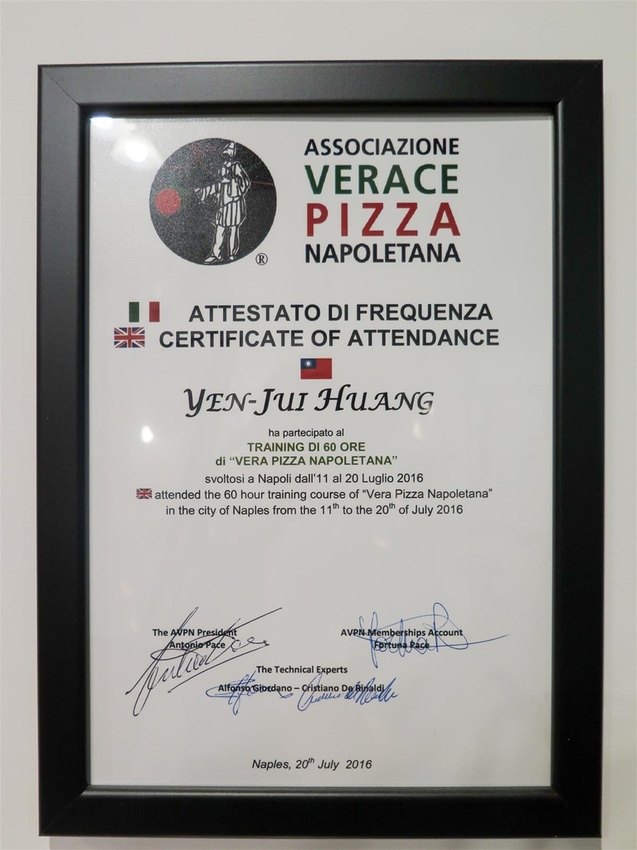 ASSOCIAZIONE
VERACE
PIZZA
NAPOLETANA
®
ATTESTATO DI FREQUENZA
CERTIFICATE OF ATTENDANCE
YEN-JUI HUANG
ha partecipato al
TRAINING DI 60 ORE
di “VERA PIZZA NAPOLETANA”
svoltosi a Napoli dall'11 al 20 Luglio 2016
attended the 60 hour training course of “Vera Pizza Napoletana”
in the city of Naples from the 11th to the 20th of July 2016
The AVPN President
Antonio Pace
AVPN Memberships Account
Fortuna Pace
The Technical Experts
Alfonso Giordano – Cristiano De Rinaldi
Naples, 20th July 2016